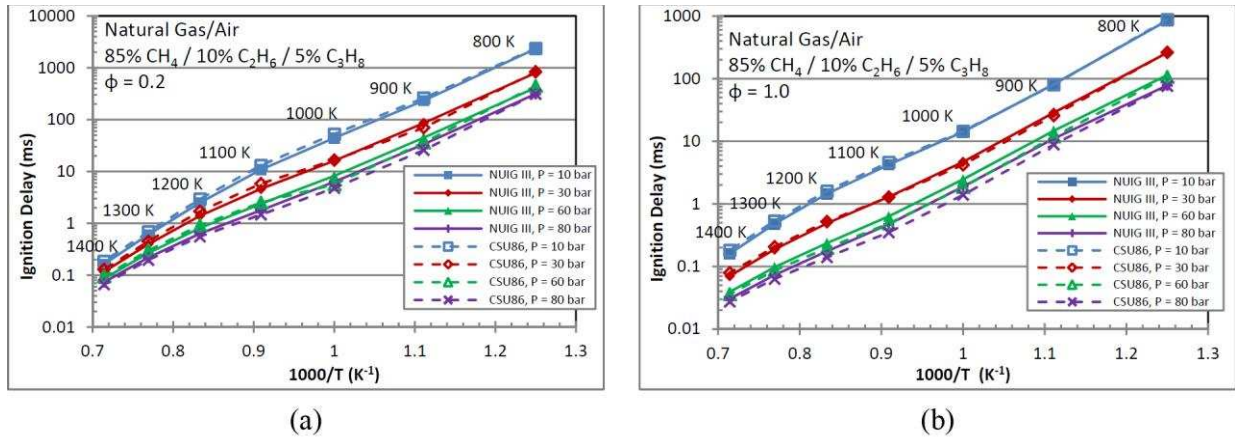 Natural Gas/Air
85% CH₄ / 10% C₂H₆ / 5% C₃H₈
ϕ = 0.2
800 K
900 K
1000 K
1100 K
1200 K
1300 K
1400 K
10000
1000
100
10
1
0.1
0.01
Ignition Delay (ms)
0.7 0.8 0.9 1 1.1 1.2 1.3
1000/T (K⁻¹)
NUIG III, P = 10 bar
NUIG III, P = 30 bar
NUIG III, P = 60 bar
NUIG III, P = 80 bar
CSU86, P = 10 bar
CSU86, P = 30 bar
CSU86, P = 60 bar
CSU86, P = 80 bar
(a)
Natural Gas/Air
85% CH₄ / 10% C₂H₆ / 5% C₃H₈
ϕ = 1.0
800 K
900 K
1000 K
1100 K
1200 K
1300 K
1400 K
1000
100
10
1
0.1
0.01
Ignition Delay (ms)
0.7 0.8 0.9 1 1.1 1.2 1.3
1000/T (K⁻¹)
NUIG III, P = 10 bar
NUIG III, P = 30 bar
NUIG III, P = 60 bar
NUIG III, P = 80 bar
CSU86, P = 10 bar
CSU86, P = 30 bar
CSU86, P = 60 bar
CSU86, P = 80 bar
(b)